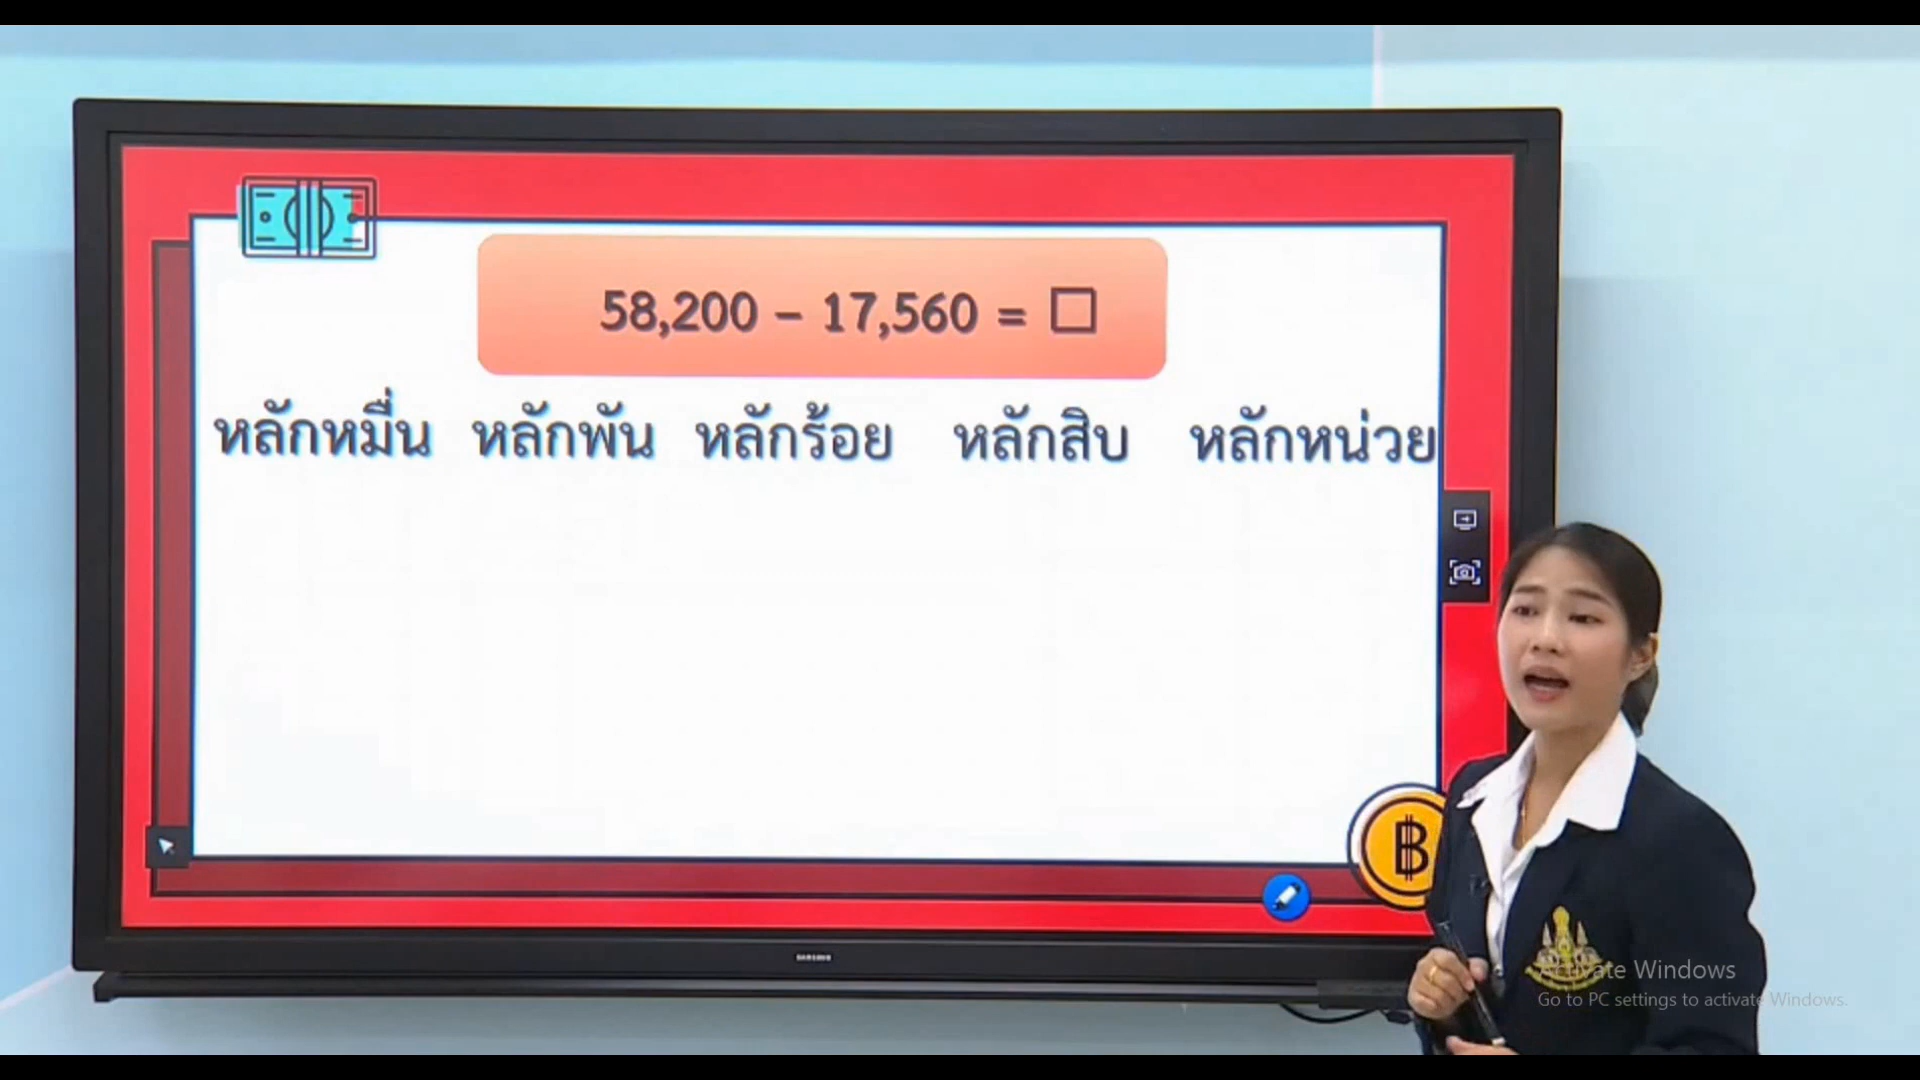 58,200 – 17,560 = □
หลักหมื่น หลักพัน หลักร้อย หลักสิบ หลักหน่วย
฿
SAMSUNG
Activate Windows
Go to PC settings to activate Windows.